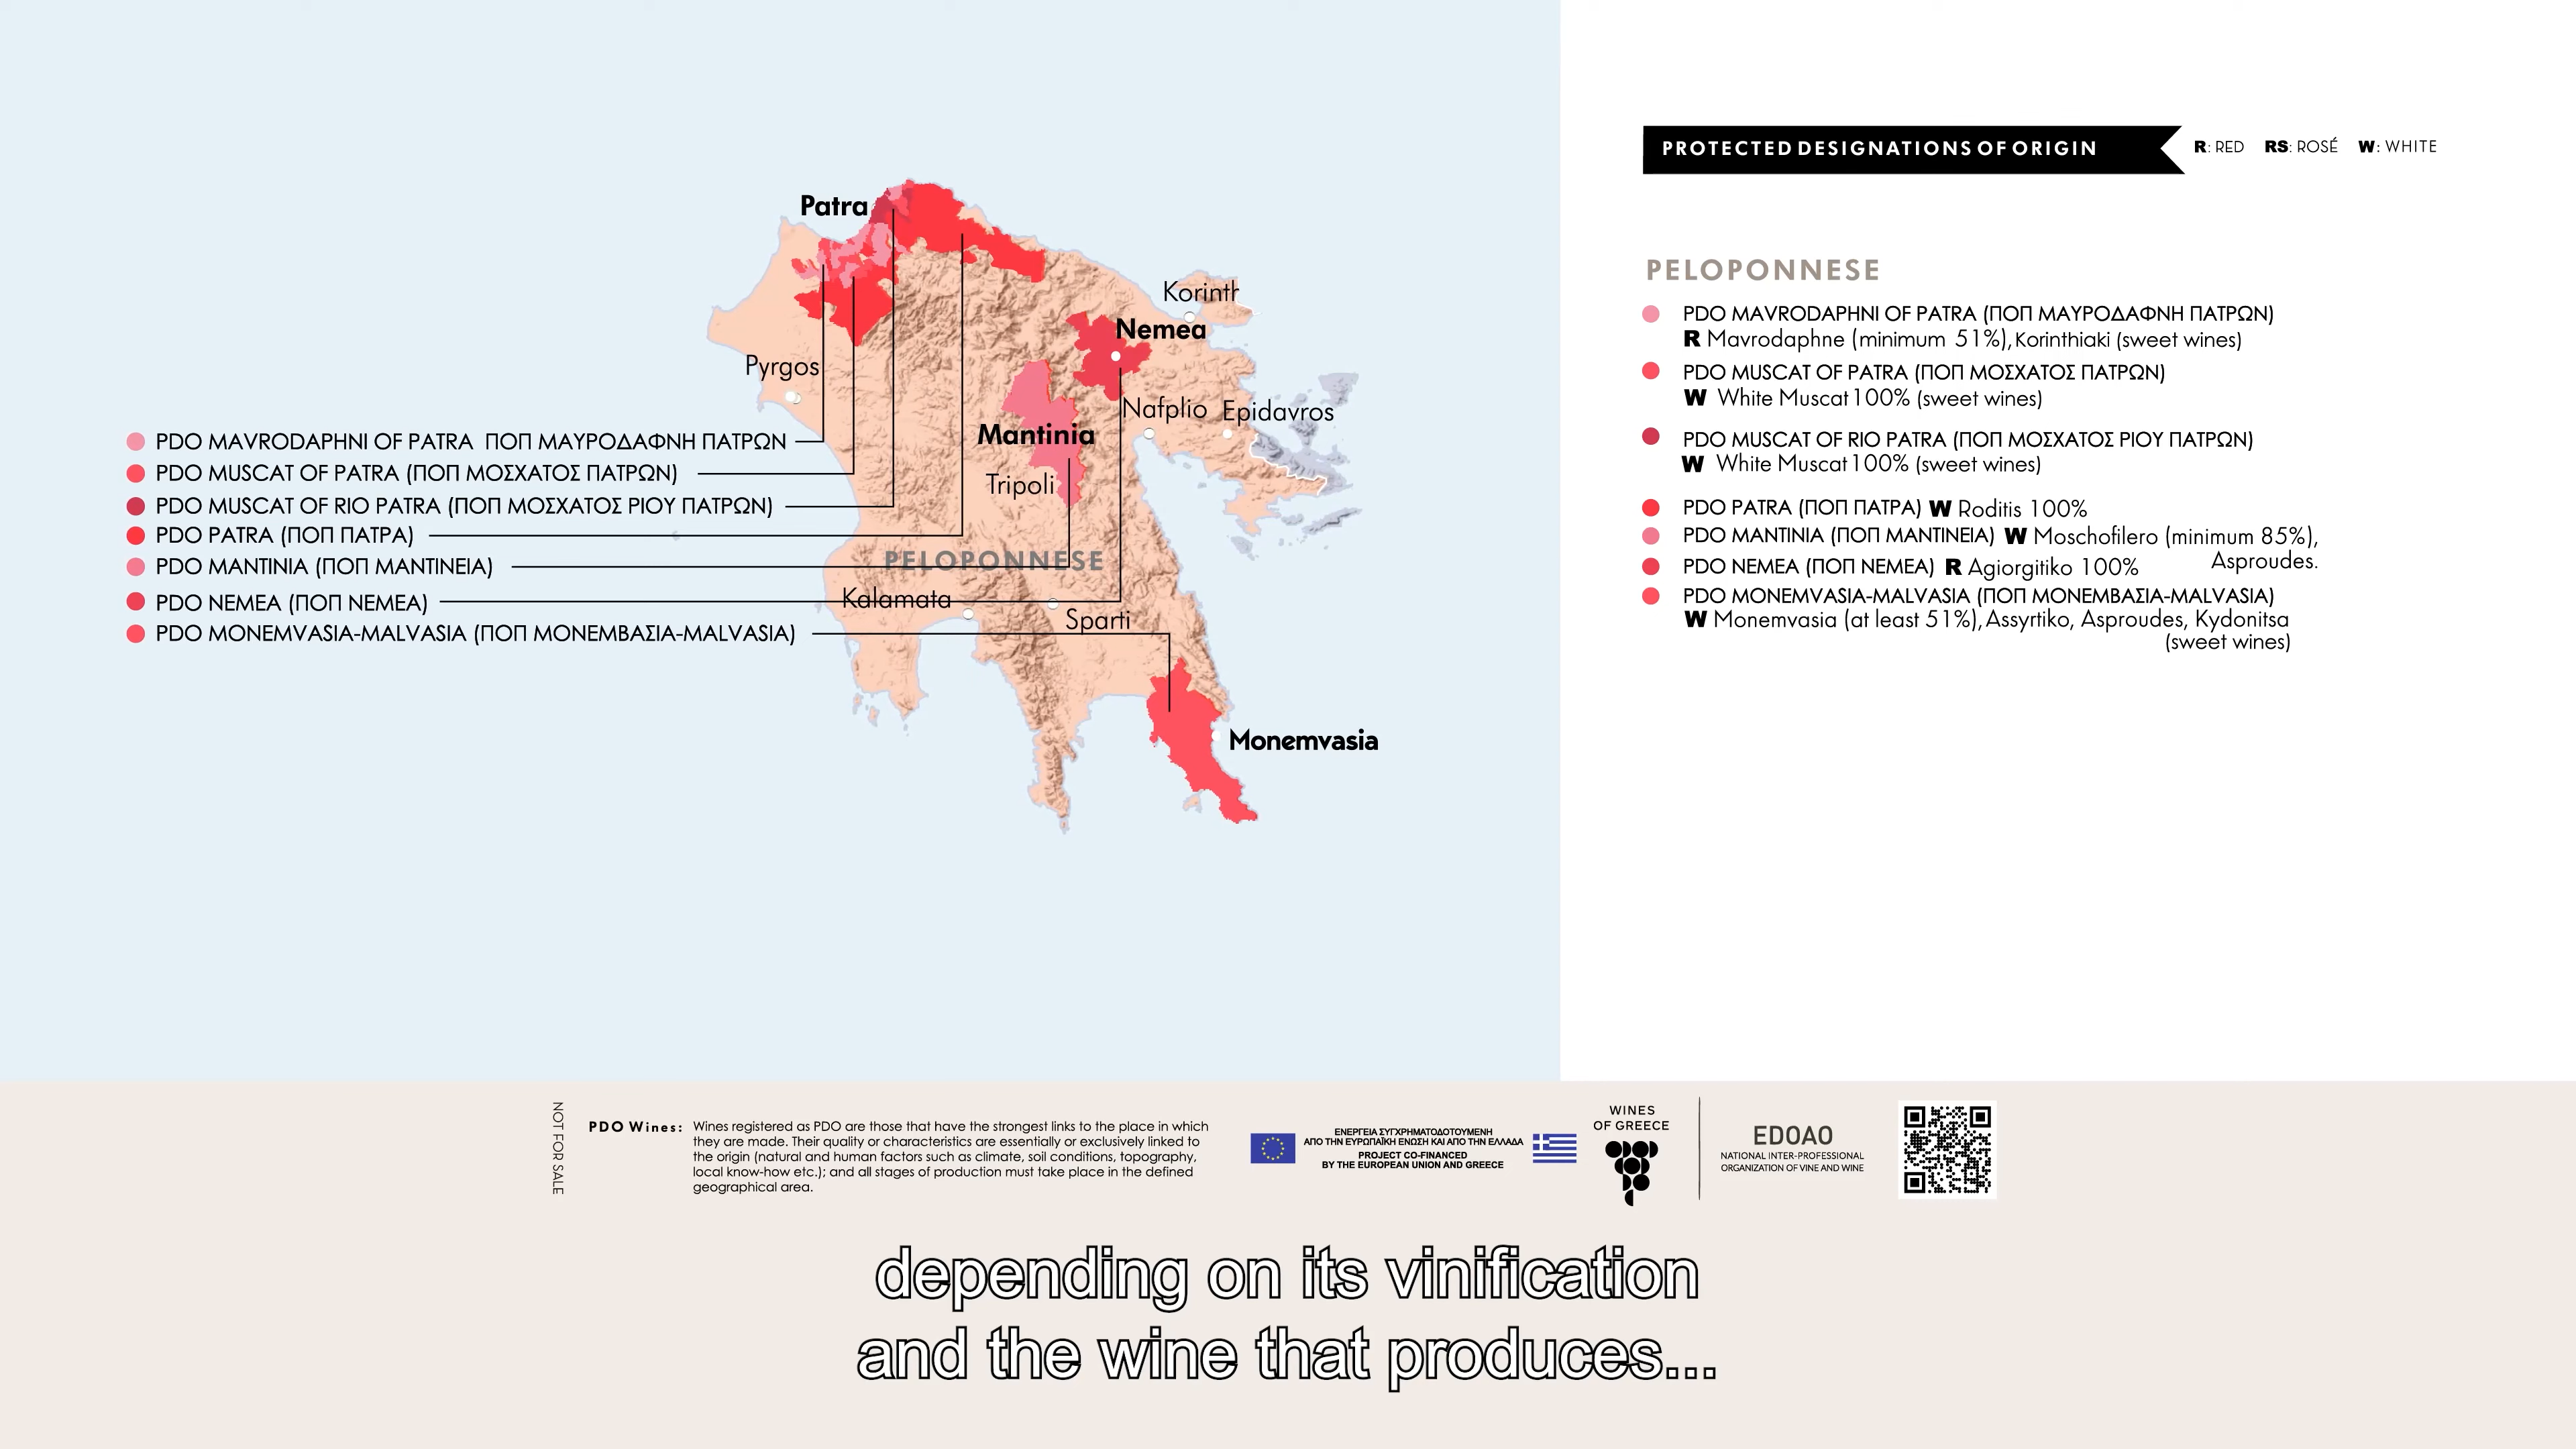 PROTECTED DESIGNATIONS OF ORIGIN
R: RED RS: ROSÉ W: WHITE
Patra
Korinth
Nemea
Pyrgos
Nafplio
Epidavros
Mantinia
Tripoli
PELOPONNESE
Kalamata
Sparti
Monemvasia
PDO MAVRODAPHNI OF PATRA ΠΟΠ ΜΑΥΡΟΔΑΦΝΗ ΠΑΤΡΩΝ
PDO MUSCAT OF PATRA (ΠΟΠ ΜΟΣΧΑΤΟΣ ΠΑΤΡΩΝ)
PDO MUSCAT OF RIO PATRA (ΠΟΠ ΜΟΣΧΑΤΟΣ ΡΙΟΥ ΠΑΤΡΩΝ)
PDO PATRA (ΠΟΠ ΠΑΤΡΑ)
PDO MANTINIA (ΠΟΠ ΜΑΝΤΙΝΕΙΑ)
PDO NEMEA (ΠΟΠ ΝΕΜΕΑ)
PDO MONEMVASIA-MALVASIA (ΠΟΠ ΜΟΝΕΜΒΑΣΙΑ-MALVASIA)
PELOPONNESE
PDO MAVRODAPHNI OF PATRA (ΠΟΠ ΜΑΥΡΟΔΑΦΝΗ ΠΑΤΡΩΝ)
R Mavrodaphne (minimum 51%), Korinthiaki (sweet wines)
PDO MUSCAT OF PATRA (ΠΟΠ ΜΟΣΧΑΤΟΣ ΠΑΤΡΩΝ)
W White Muscat 100% (sweet wines)
PDO MUSCAT OF RIO PATRA (ΠΟΠ ΜΟΣΧΑΤΟΣ ΡΙΟΥ ΠΑΤΡΩΝ)
W White Muscat 100% (sweet wines)
PDO PATRA (ΠΟΠ ΠΑΤΡΑ) W Roditis 100%
PDO MANTINIA (ΠΟΠ ΜΑΝΤΙΝΕΙΑ) W Moschofilero (minimum 85%),
Asproudes.
PDO NEMEA (ΠΟΠ ΝΕΜΕΑ) R Agiorgitiko 100%
PDO MONEMVASIA-MALVASIA (ΠΟΠ ΜΟΝΕΜΒΑΣΙΑ-MALVASIA)
W Monemvasia (at least 51%), Assyrtiko, Asproudes, Kydonitsa
(sweet wines)
NOT FOR SALE
PDO Wines: Wines registered as PDO are those that have the strongest links to the place in which
they are made. Their quality or characteristics are essentially or exclusively linked to
the origin (natural and human factors such as climate, soil conditions, topography,
local know-how etc.); and all stages of production must take place in the defined
geographical area.
ΕΝΕΡΓΕΙΑ ΣΥΓΧΡΗΜΑΤΟΔΟΤΟΥΜΕΝΗ
ΑΠΟ ΤΗΝ ΕΥΡΩΠΑΪΚΗ ΕΝΩΣΗ ΚΑΙ ΑΠΟ ΤΗΝ ΕΛΛΑΔΑ
PROJECT CO-FINANCED
BY THE EUROPEAN UNION AND GREECE
WINES
OF GREECE
EDOAO
NATIONAL INTER-PROFESSIONAL
ORGANIZATION OF VINE AND WINE
depending on its vinification
and the wine that produces...